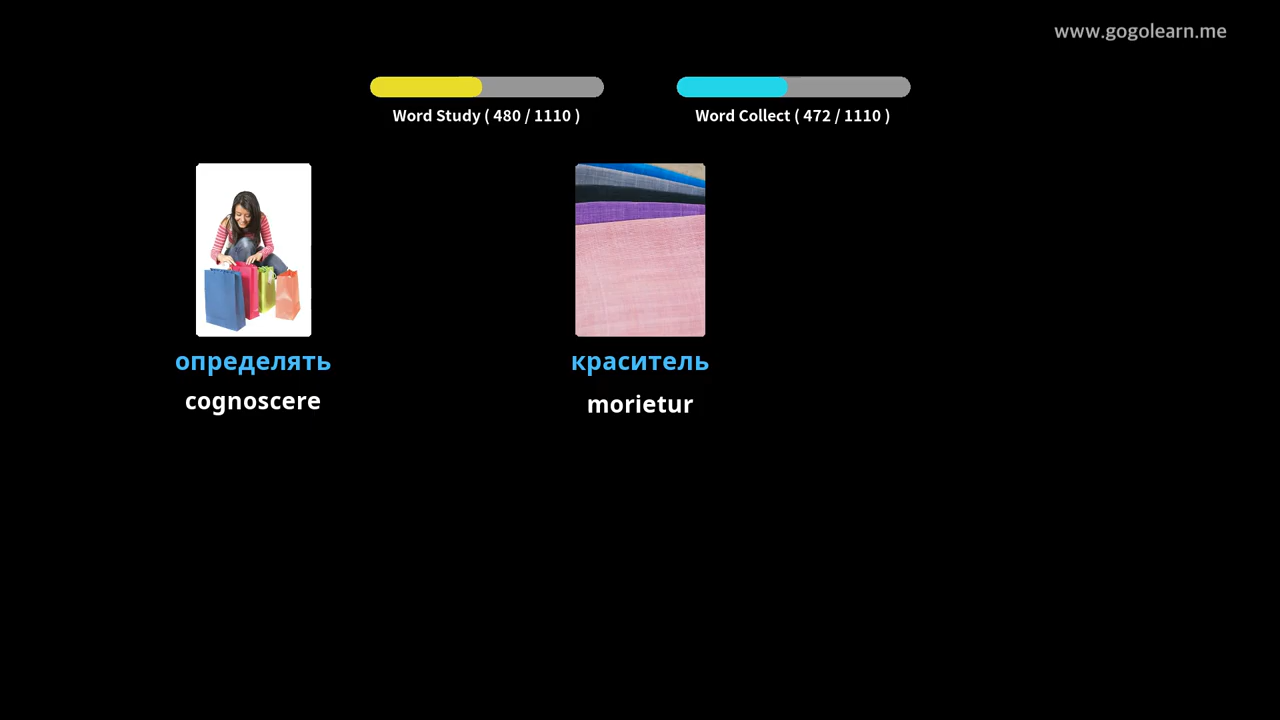 www.gogolearn.me
Word Study ( 480 / 1110 )
Word Collect ( 472 / 1110 )
определять
краситель
cognoscere
morietur